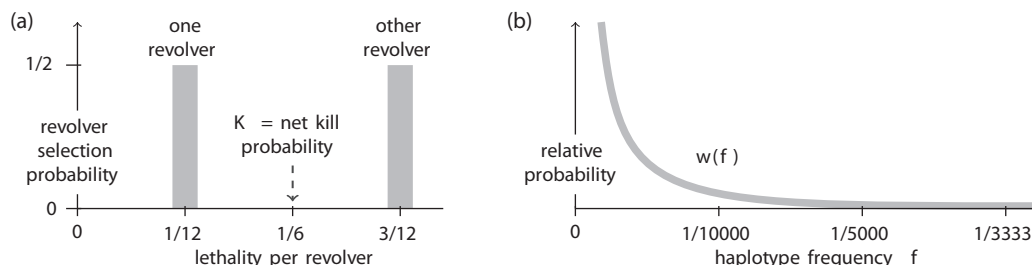 (a)
one
revolver
other
revolver
1/2
revolver
selection
probability
K = net kill
probability
0
0
1/12
1/6
3/12
lethality per revolver
(b)
relative
probability
w(f)
0
1/10000
1/5000
1/3333
haplotype frequency f